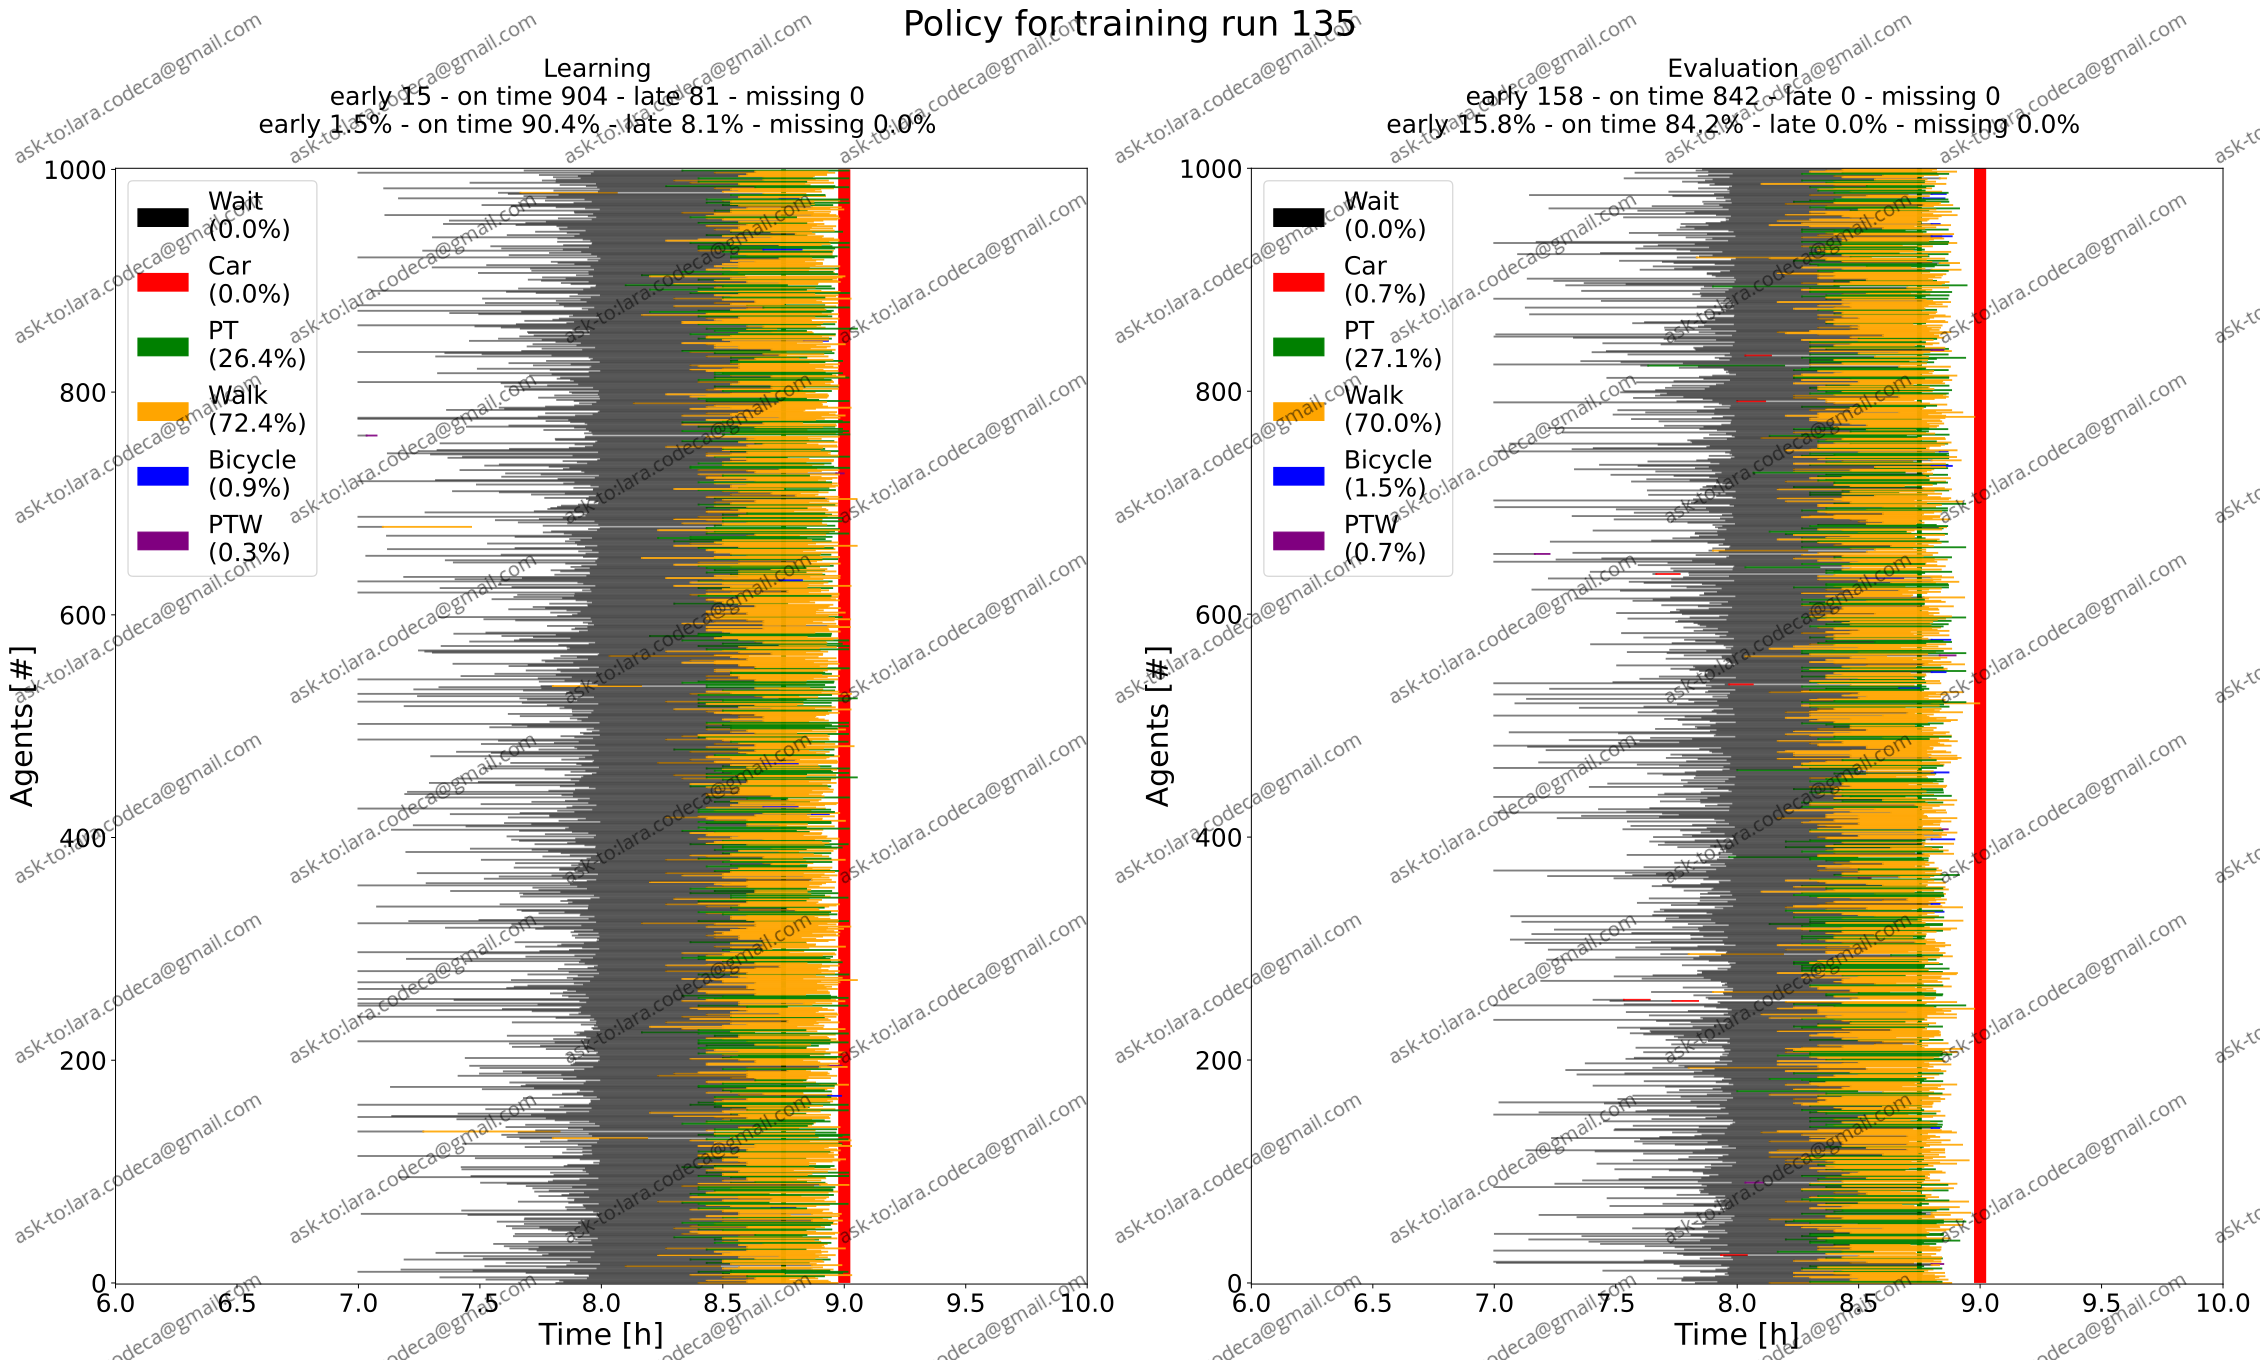 Policy for training run 135
Learning
early 15 - on time 904 - late 81 - missing 0
early 1.5% - on time 90.4% - late 8.1% - missing 0.0%
Agents [#]
1000
800
600
400
200
0
Wait
(0.0%)
Car
(0.0%)
PT
(26.4%)
Walk
(72.4%)
Bicycle
(0.9%)
PTW
(0.3%)
6.0 6.5 7.0 7.5 8.0 8.5 9.0 9.5 10.0
Time [h]
Evaluation
early 158 - on time 842 - late 0 - missing 0
early 15.8% - on time 84.2% - late 0.0% - missing 0.0%
Agents [#]
1000
800
600
400
200
0
Wait
(0.0%)
Car
(0.7%)
PT
(27.1%)
Walk
(70.0%)
Bicycle
(1.5%)
PTW
(0.7%)
6.0 6.5 7.0 7.5 8.0 8.5 9.0 9.5 10.0
Time [h]
ask-to:lara.codeca@gmail.com